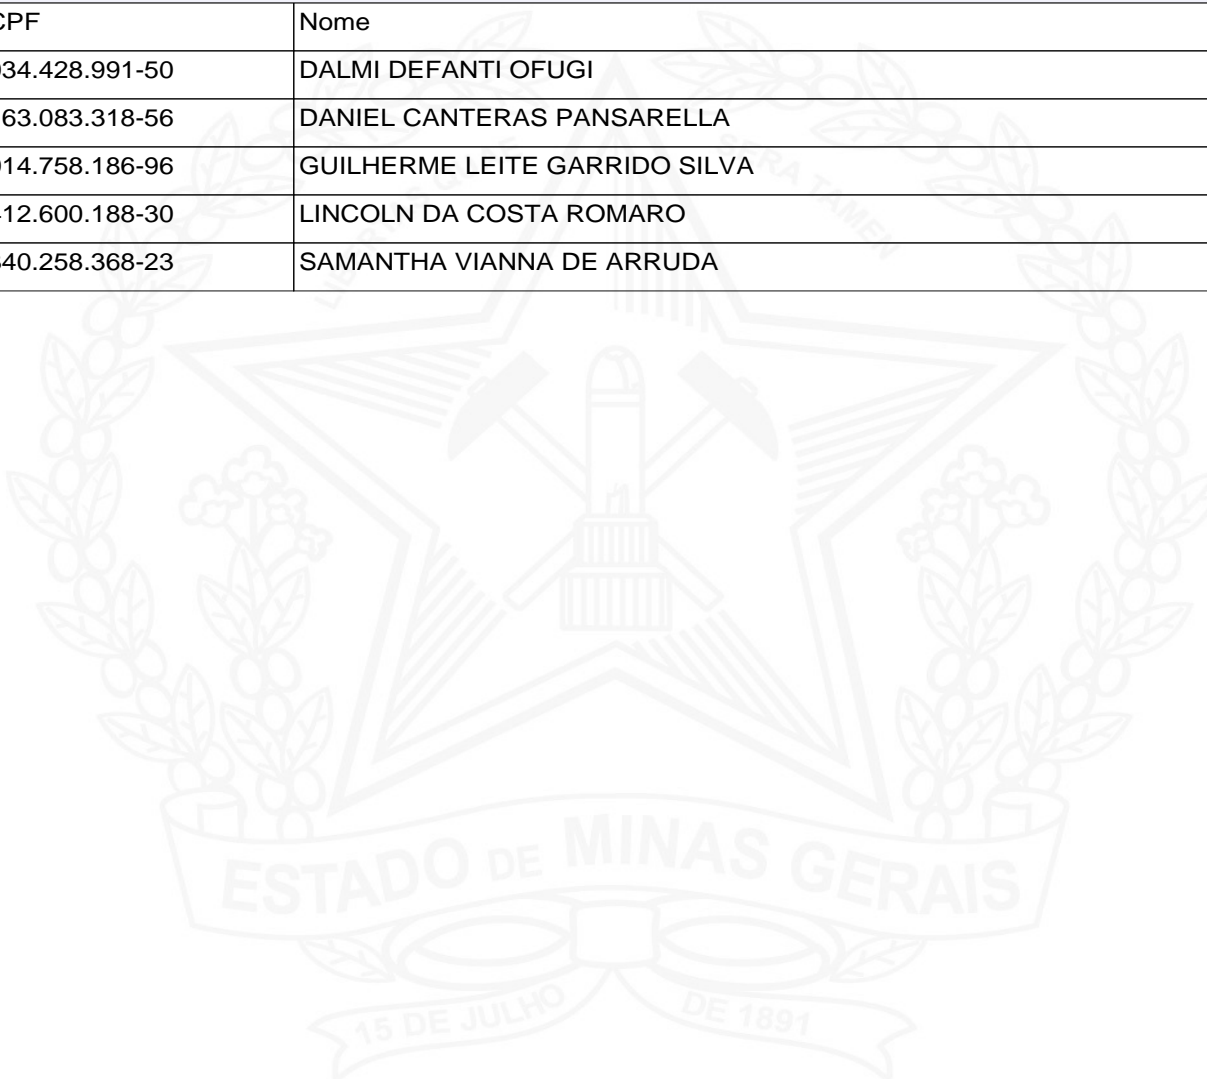 CPF Nome
34.428.991-50 DALMI DEFANTI OFUGI
63.083.318-56 DANIEL CANTERAS PANSARELLA
14.758.186-96 GUILHERME LEITE GARRIDO SILVA
12.600.188-30 LINCOLN DA COSTA ROMARO
40.258.368-23 SAMANTHA VIANNA DE ARRUDA
LIBERTAS QUAE SERA TAMEN
ESTADO DE MINAS GERAIS
15 DE JULHO DE 1891